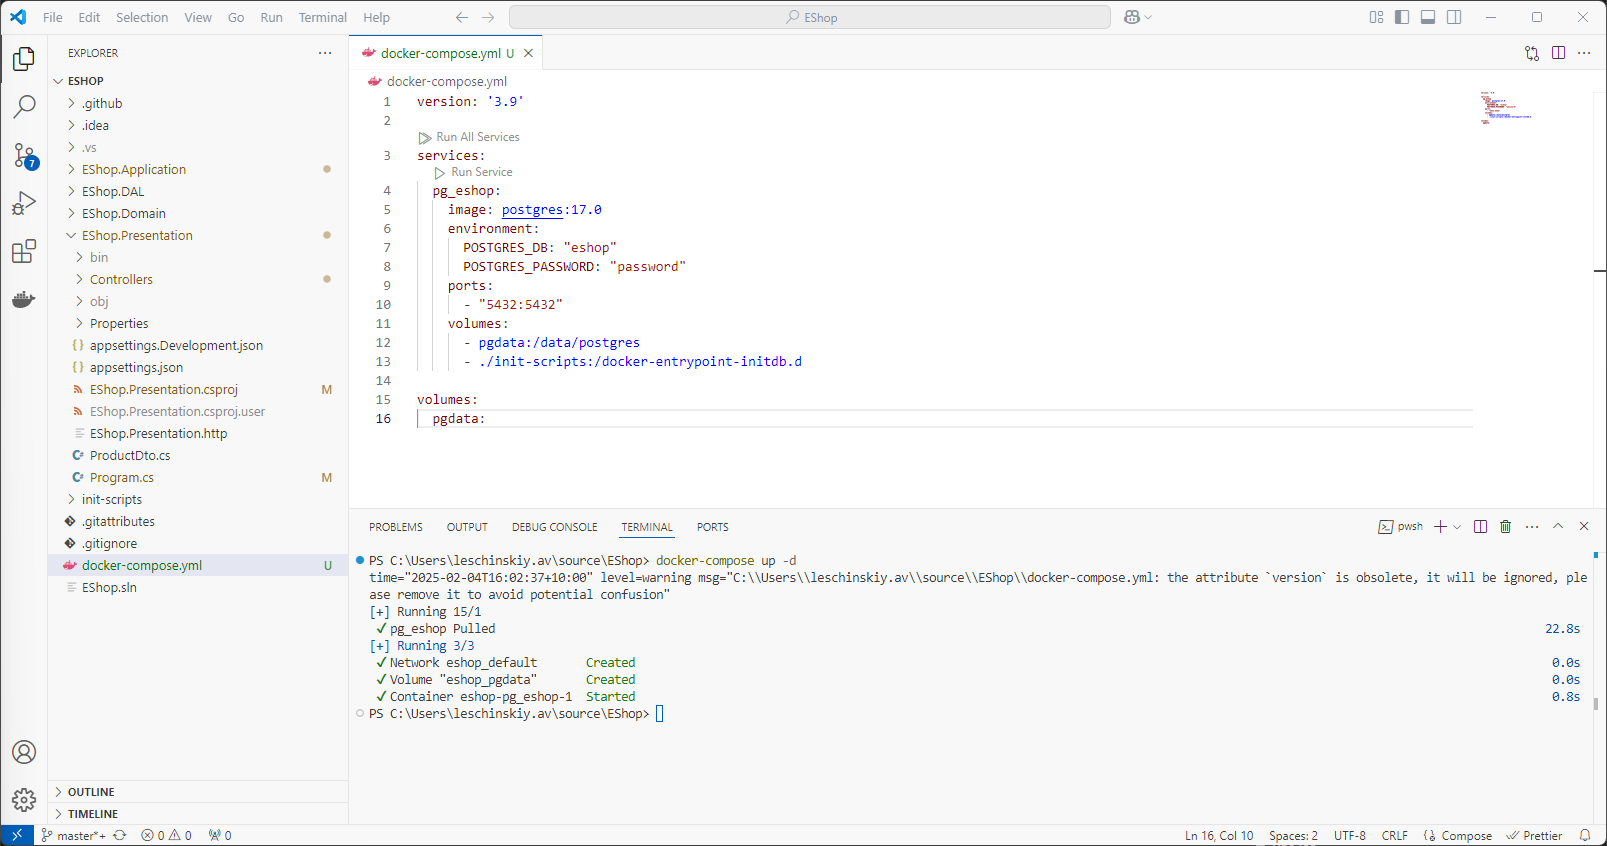 File Edit Selection View Go Run Terminal Help
EShop
EXPLORER
ESHOP
.github
.idea
.vs
EShop.Application
EShop.DAL
EShop.Domain
EShop.Presentation
bin
Controllers
obj
Properties
{} appsettings.Development.json
{} appsettings.json
EShop.Presentation.csproj M
EShop.Presentation.csproj.user
EShop.Presentation.http
C# ProductDto.cs
C# Program.cs M
init-scripts
.gitattributes
.gitignore
docker-compose.yml U
EShop.sln
OUTLINE
TIMELINE
7
docker-compose.yml U
docker-compose.yml
1 version: '3.9'
2
Run All Services
3 services:
Run Service
4 pg_eshop:
5 image: postgres:17.0
6 environment:
7 POSTGRES_DB: "eshop"
8 POSTGRES_PASSWORD: "password"
9 ports:
10 - "5432:5432"
11 volumes:
12 - pgdata:/data/postgres
13 - ./init-scripts:/docker-entrypoint-initdb.d
14
15 volumes:
16 pgdata:
PROBLEMS OUTPUT DEBUG CONSOLE TERMINAL PORTS
pwsh
PS C:\Users\leschinskiy.av\source\EShop> docker-compose up -d
time="2025-02-04T16:02:37+10:00" level=warning msg="C:\\Users\\leschinskiy.av\\source\\EShop\\docker-compose.yml: the attribute `version` is obsolete, it will be ignored, ple
ase remove it to avoid potential confusion"
[+] Running 15/1
✓ pg_eshop Pulled 22.8s
[+] Running 3/3
✓ Network eshop_default Created 0.0s
✓ Volume "eshop_pgdata" Created 0.0s
✓ Container eshop-pg_eshop-1 Started 0.8s
PS C:\Users\leschinskiy.av\source\EShop>
master*+ 0 0 0
Ln 16, Col 10 Spaces: 2 UTF-8 CRLF Compose Prettier